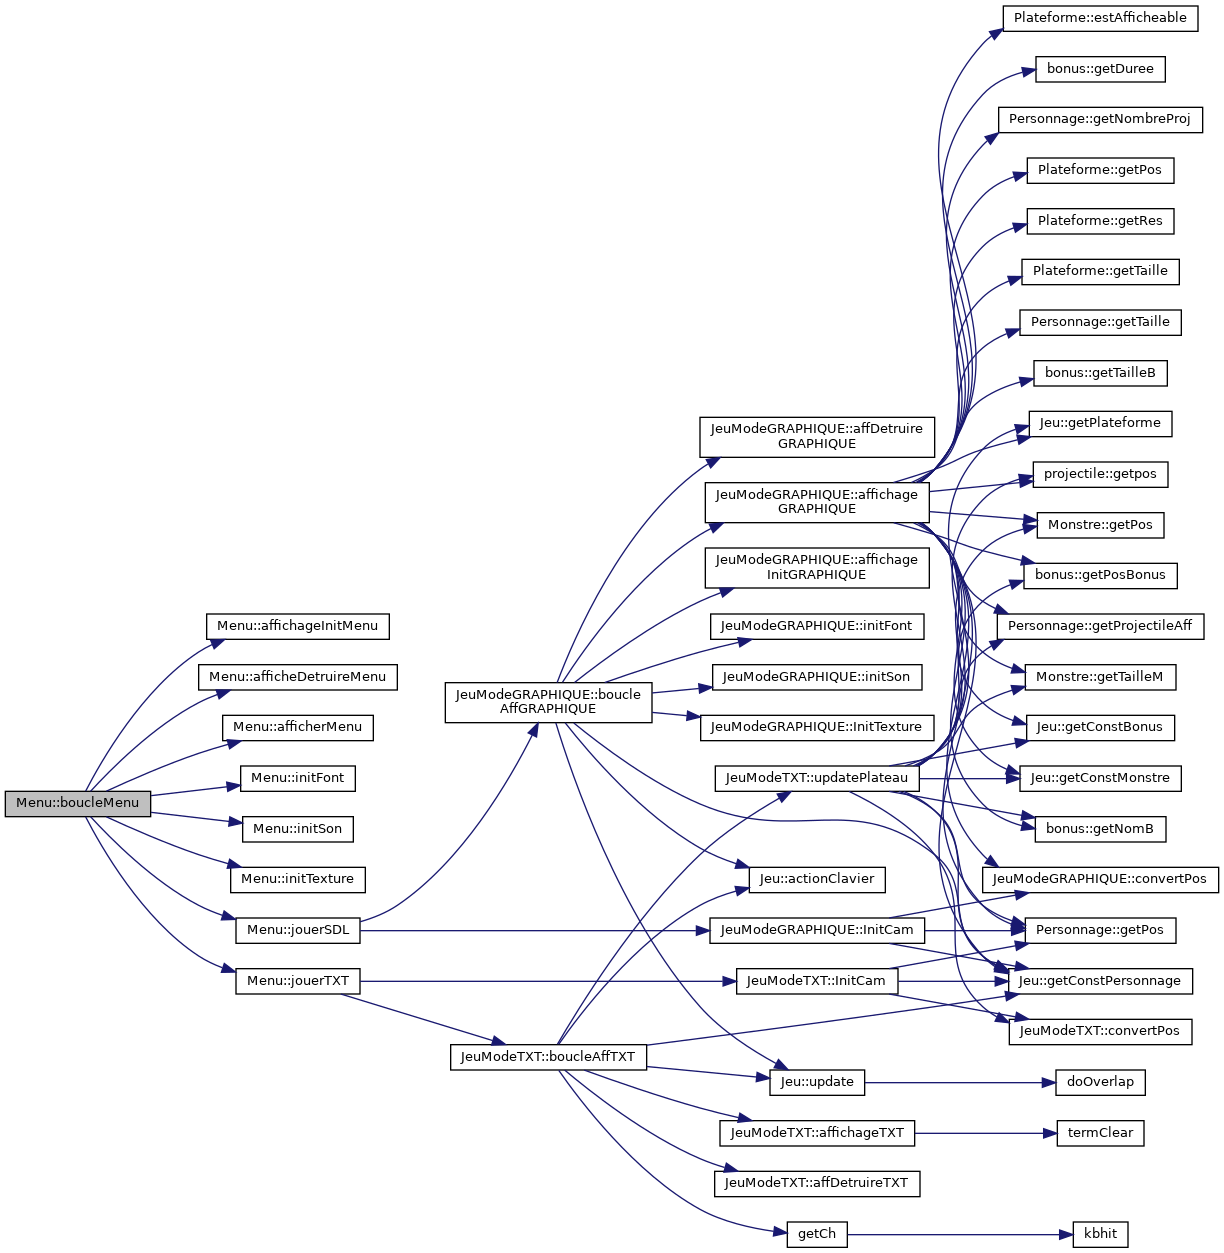 Menu::boucleMenu
Menu::affichageInitMenu
Menu::afficheDetruireMenu
Menu::afficherMenu
Menu::initFont
Menu::initSon
Menu::initTexture
Menu::jouerSDL
Menu::jouerTXT
JeuModeGRAPHIQUE::boucle
AffGRAPHIQUE
JeuModeTXT::boucleAffTXT
JeuModeGRAPHIQUE::affDetruire
GRAPHIQUE
JeuModeGRAPHIQUE::affichage
GRAPHIQUE
JeuModeGRAPHIQUE::affichage
InitGRAPHIQUE
JeuModeGRAPHIQUE::initFont
JeuModeGRAPHIQUE::initSon
JeuModeGRAPHIQUE::InitTexture
JeuModeTXT::updatePlateau
Jeu::actionClavier
JeuModeGRAPHIQUE::InitCam
JeuModeTXT::InitCam
Jeu::update
JeuModeTXT::affichageTXT
JeuModeTXT::affDetruireTXT
getCh
Plateforme::estAfficheable
bonus::getDuree
Personnage::getNombreProj
Plateforme::getPos
Plateforme::getRes
Plateforme::getTaille
Personnage::getTaille
bonus::getTailleB
Jeu::getPlateforme
projectile::getpos
Monstre::getPos
bonus::getPosBonus
Personnage::getProjectileAff
Monstre::getTailleM
Jeu::getConstBonus
Jeu::getConstMonstre
bonus::getNomB
JeuModeGRAPHIQUE::convertPos
Personnage::getPos
Jeu::getConstPersonnage
JeuModeTXT::convertPos
doOverlap
termClear
kbhit